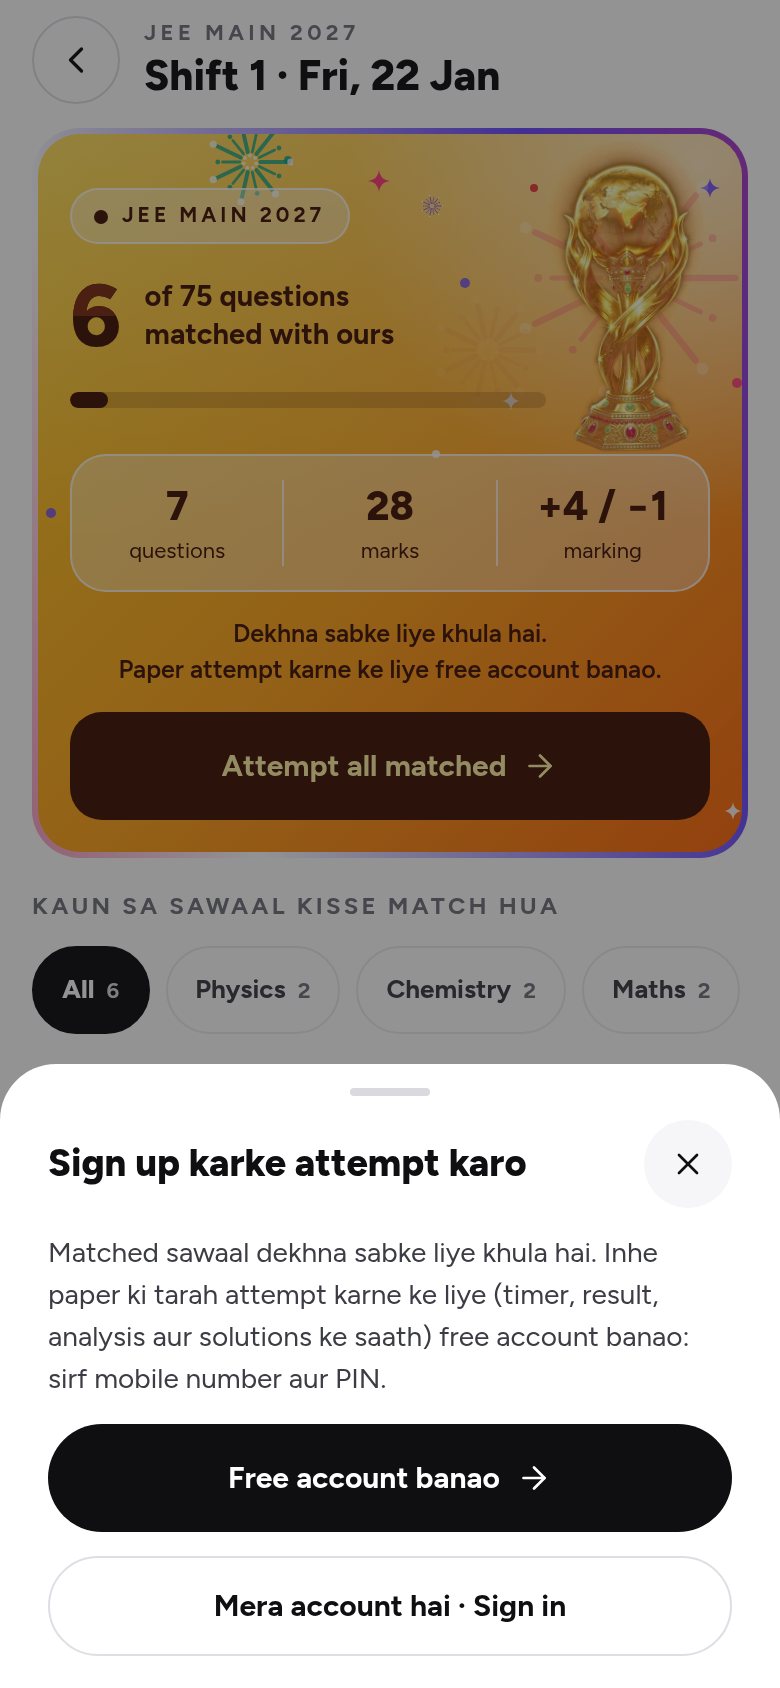 JEE MAIN 2027
Shift 1 · Fri, 22 Jan
JEE MAIN 2027
6 of 75 questions
matched with ours
7
questions
28
marks
+4 / −1
marking
Dekhna sabke liye khula hai.
Paper attempt karne ke liye free account banao.
Attempt all matched →
KAUN SA SAWAAL KISSE MATCH HUA
All 6
Physics 2
Chemistry 2
Maths 2
Sign up karke attempt karo
Matched sawaal dekhna sabke liye khula hai. Inhe
paper ki tarah attempt karne ke liye (timer, result,
analysis aur solutions ke saath) free account banao:
sirf mobile number aur PIN.
Free account banao →
Mera account hai · Sign in